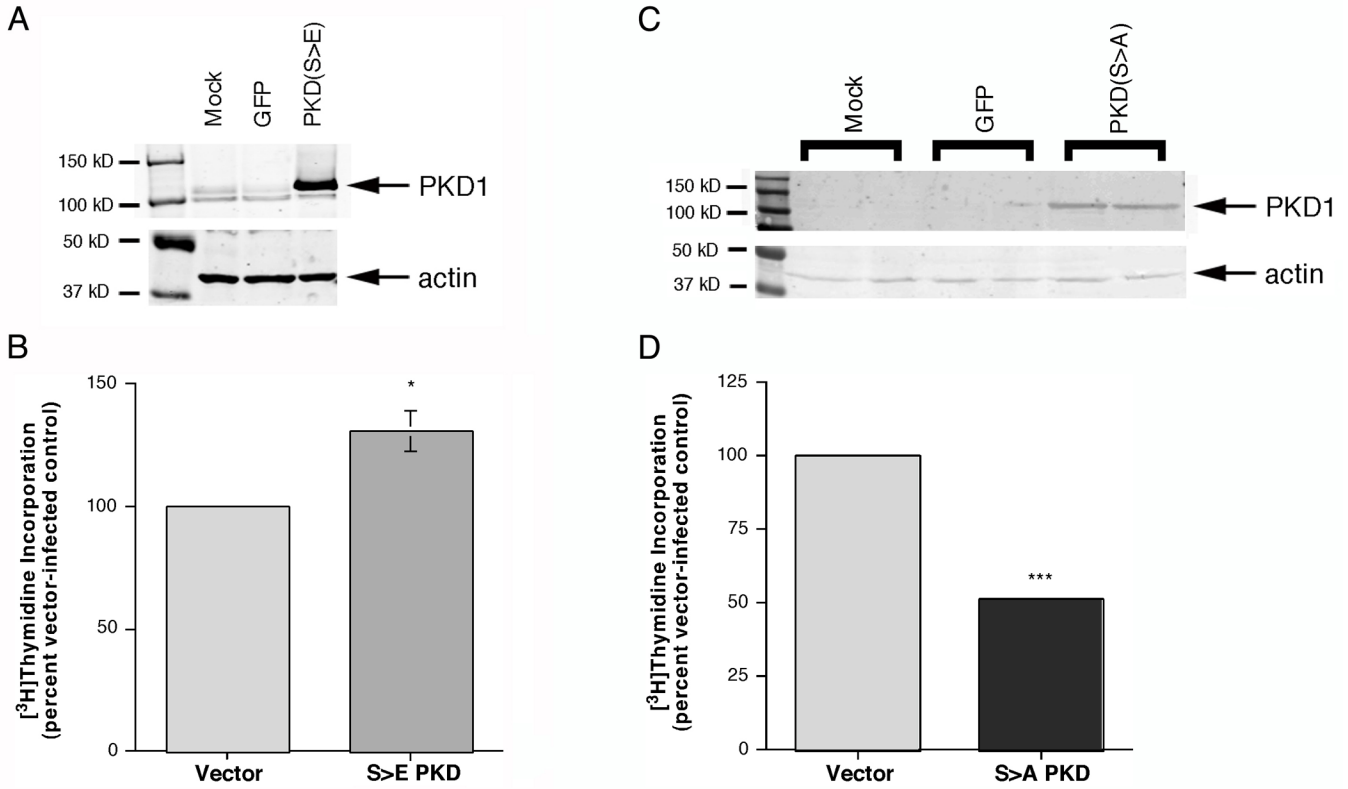 A
Mock
GFP
PKD(S>E)
150 kD
100 kD
PKD1
50 kD
37 kD
actin
B
[³H]Thymidine Incorporation
(percent vector-infected control)
150
100
50
0
*
Vector
S>E PKD
C
Mock
GFP
PKD(S>A)
150 kD
100 kD
PKD1
50 kD
37 kD
actin
D
[³H]Thymidine Incorporation
(percent vector-infected control)
125
100
75
50
25
0
***
Vector
S>A PKD